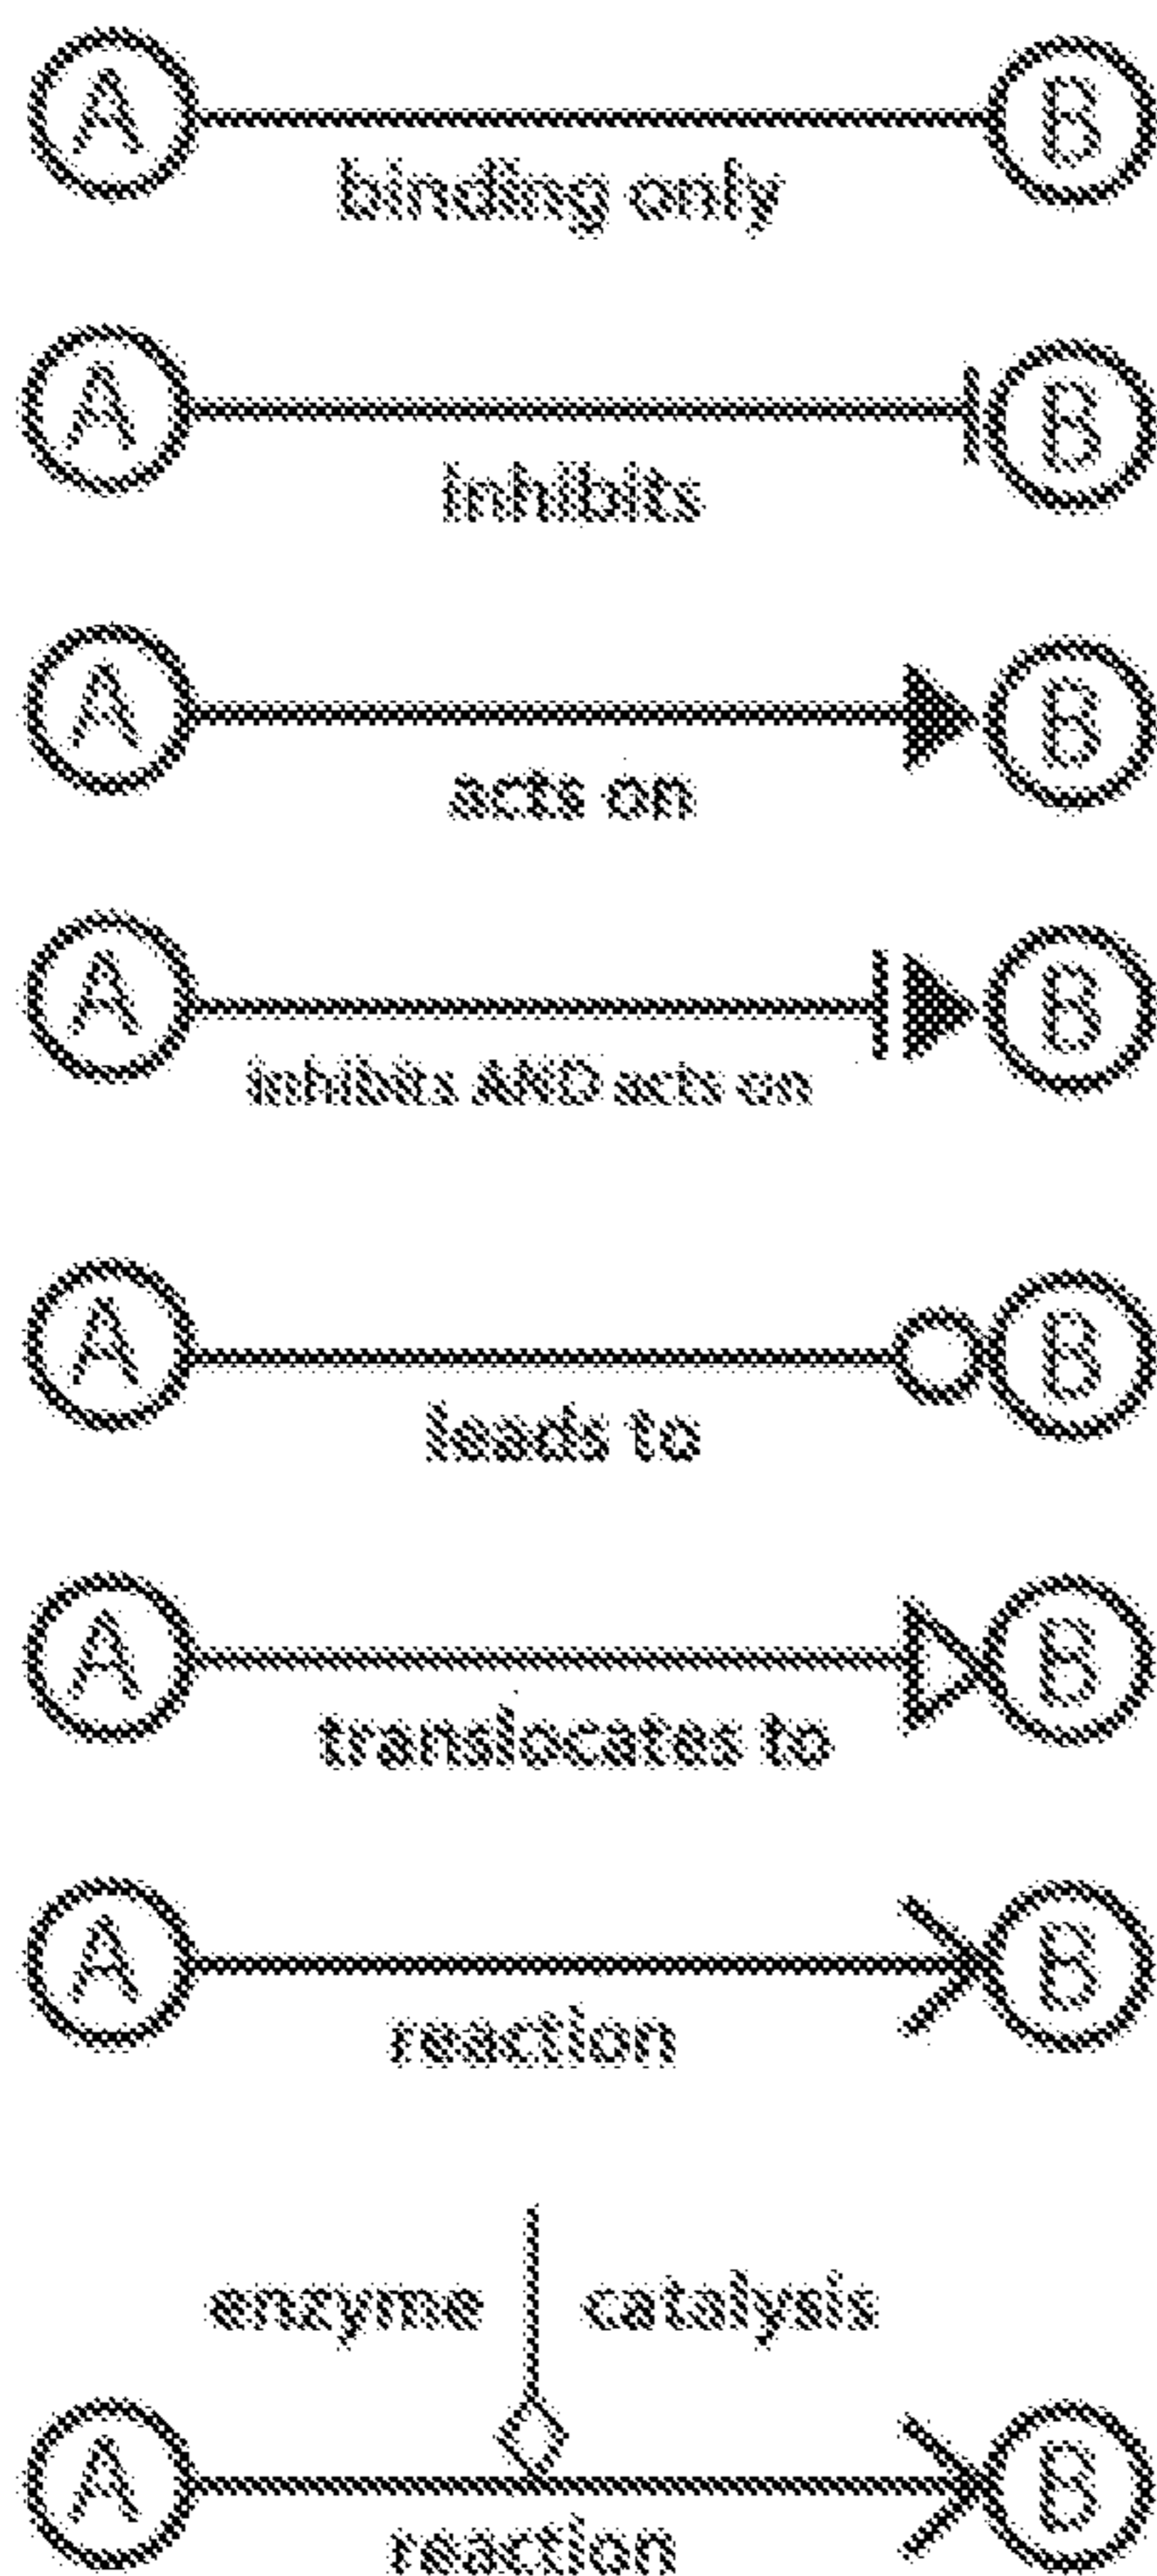 A B
binding only
A B
inhibits
A B
acts on
A B
inhibits AND acts on
A B
leads to
A B
translocates to
A B
reaction
enzyme catalysis
A B
reaction